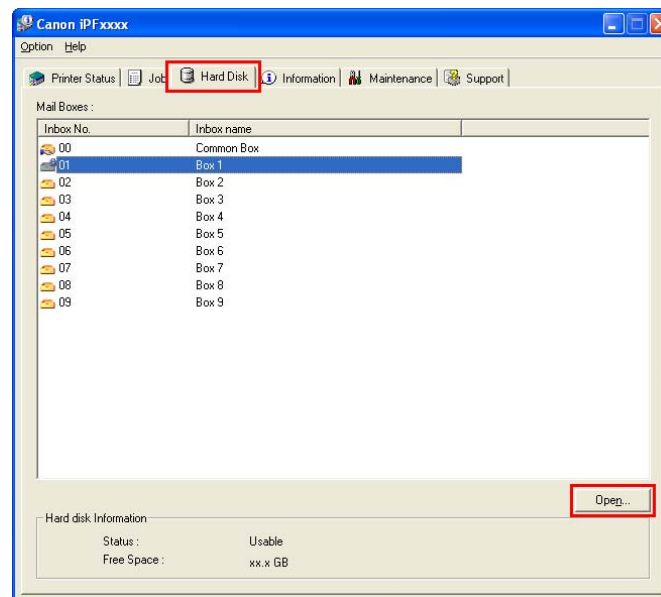 Canon iPFxxxx
Option Help
Printer Status Job Hard Disk Information Maintenance Support
Mail Boxes :
Inbox No. Inbox name
00 Common Box
01 Box 1
02 Box 2
03 Box 3
04 Box 4
05 Box 5
06 Box 6
07 Box 7
08 Box 8
09 Box 9
Open...
Hard disk Information
Status : Usable
Free Space : xx.x GB